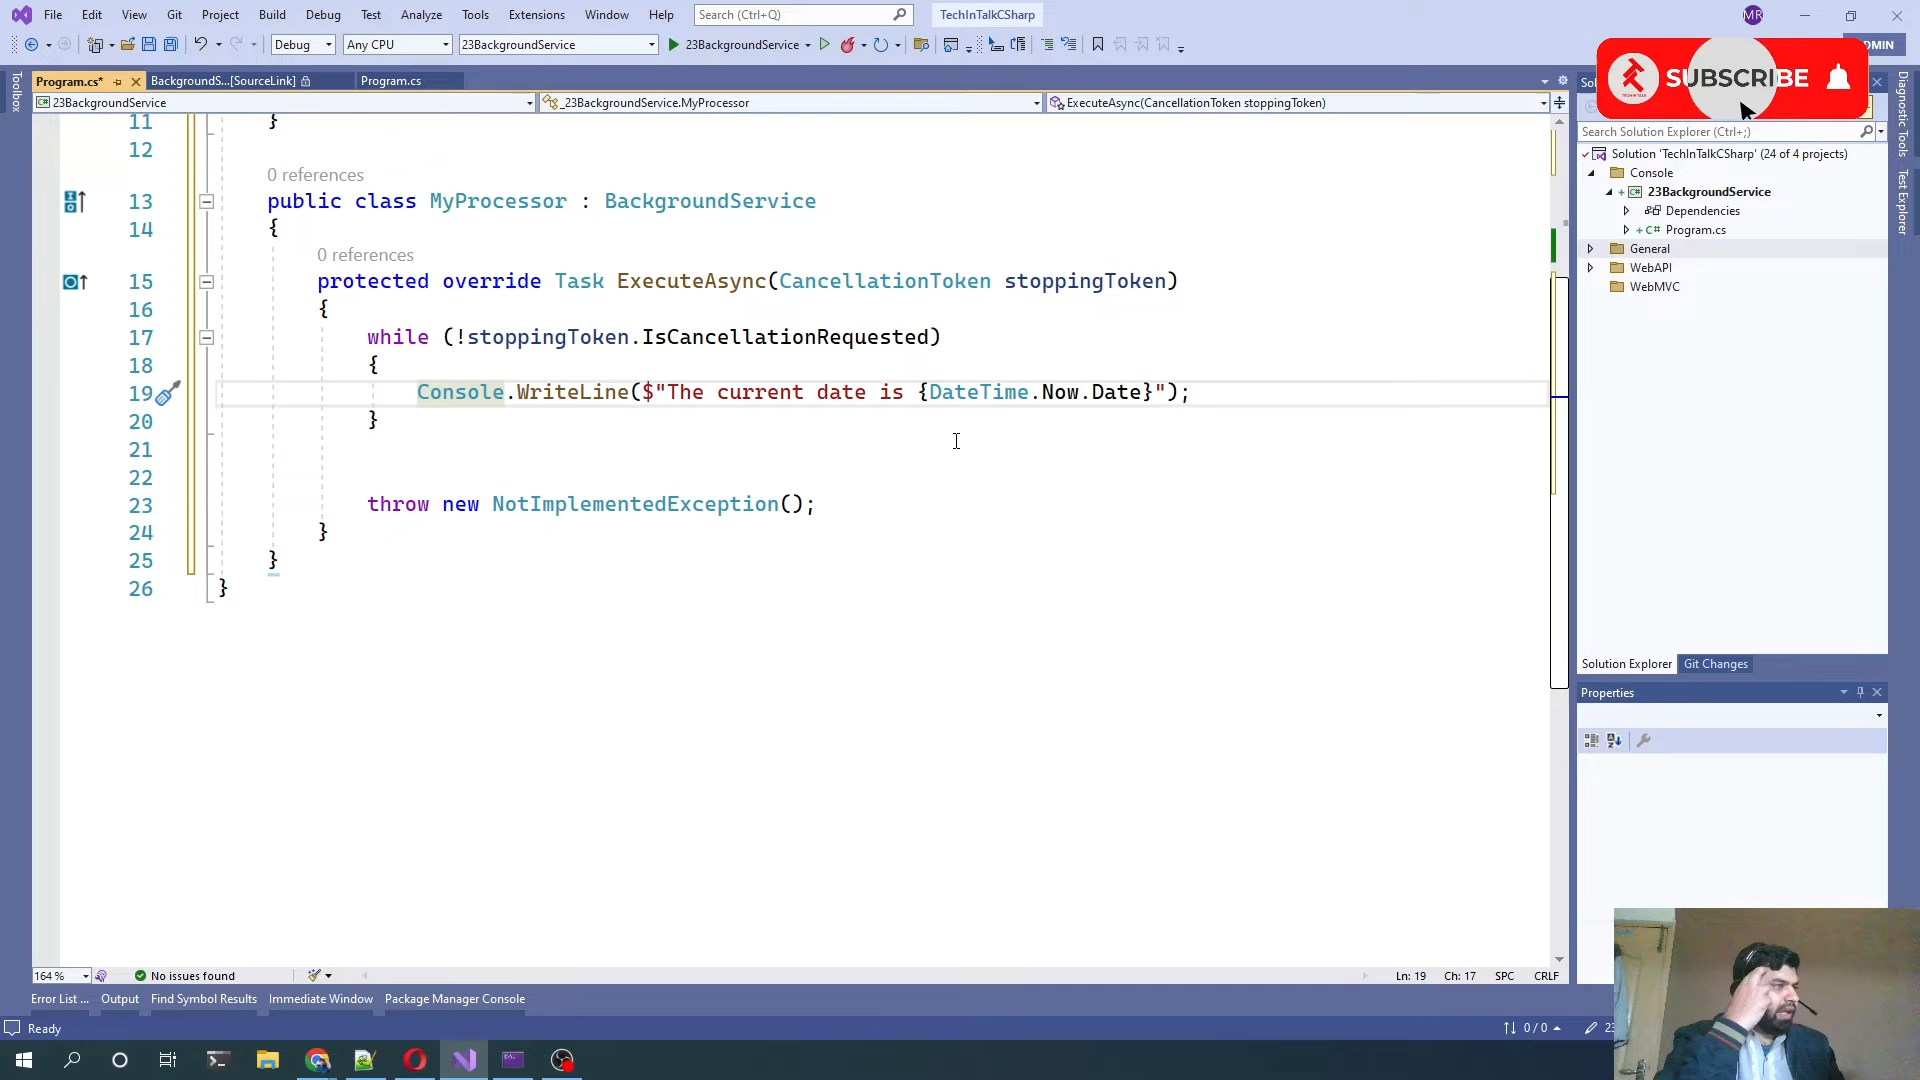 File Edit View Git Project Build Debug Test Analyze Tools Extensions Window Help Search (Ctrl+Q) TechInTalkCSharp MR
Debug Any CPU 23BackgroundService 23BackgroundService
SUBSCRIBE
TECH IN TALK
Program.cs* BackgroundS...[SourceLink] Program.cs
23BackgroundService _23BackgroundService.MyProcessor ExecuteAsync(CancellationToken stoppingToken)
Toolbox
11 }
12
0 references
13 public class MyProcessor : BackgroundService
14 {
0 references
15 protected override Task ExecuteAsync(CancellationToken stoppingToken)
16 {
17 while (!stoppingToken.IsCancellationRequested)
18 {
19 Console.WriteLine($"The current date is {DateTime.Now.Date}");
20 }
21
22
23 throw new NotImplementedException();
24 }
25 }
26 }
Search Solution Explorer (Ctrl+;)
Solution 'TechInTalkCSharp' (24 of 4 projects)
Console
23BackgroundService
Dependencies
Program.cs
General
WebAPI
WebMVC
Diagnostic Tools
Test Explorer
Solution Explorer Git Changes
Properties
164 % No issues found Ln: 19 Ch: 17 SPC CRLF
Error List ... Output Find Symbol Results Immediate Window Package Manager Console
Ready 0 / 0